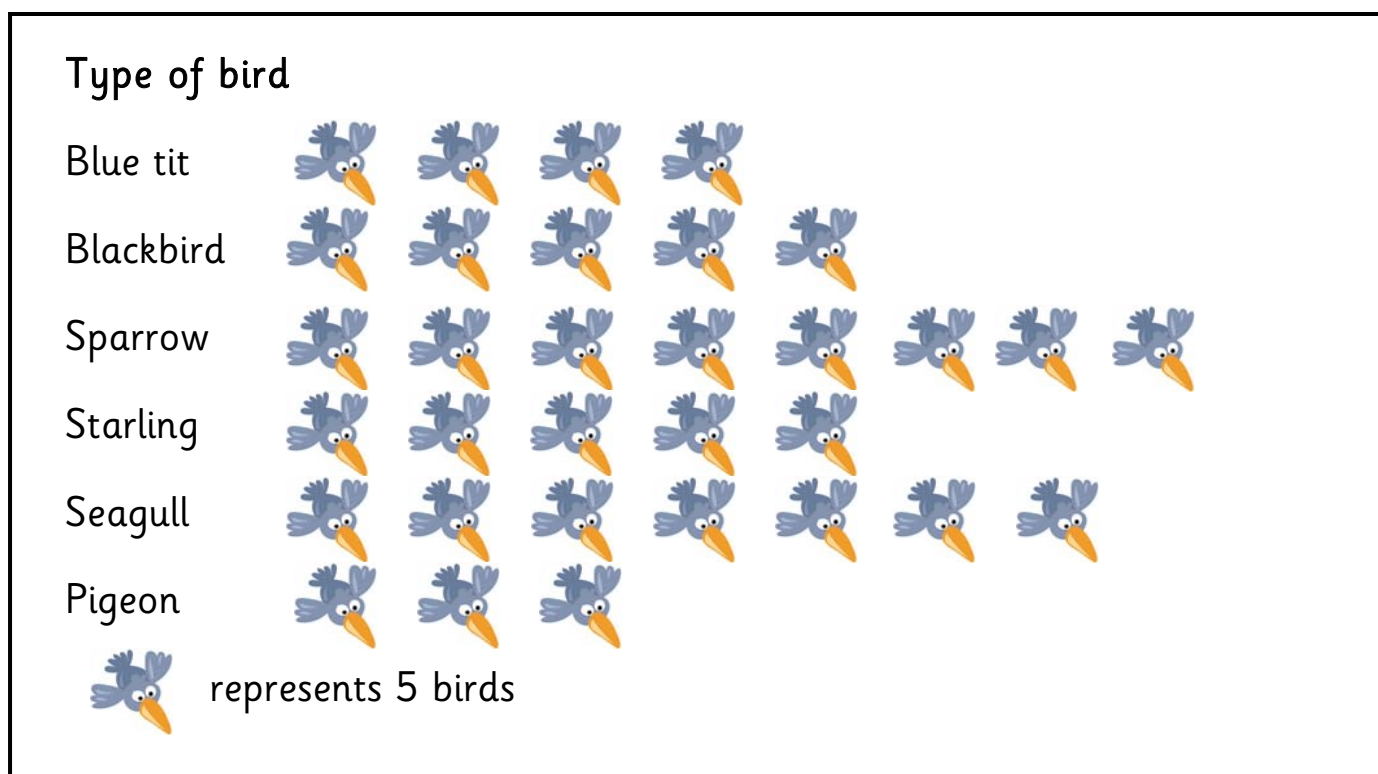 Type of bird
Blue tit
Blackbird
Sparrow
Starling
Seagull
Pigeon
represents 5 birds